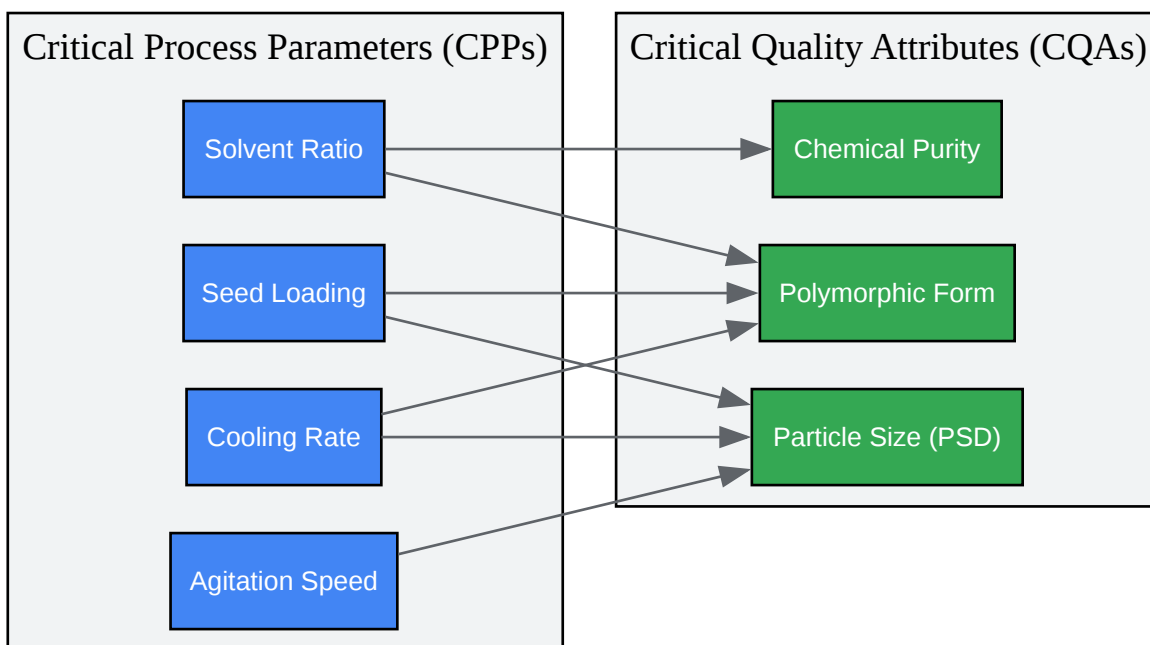 Critical Process Parameters (CPPs)
Solvent Ratio
Seed Loading
Cooling Rate
Agitation Speed
Critical Quality Attributes (CQAs)
Chemical Purity
Polymorphic Form
Particle Size (PSD)